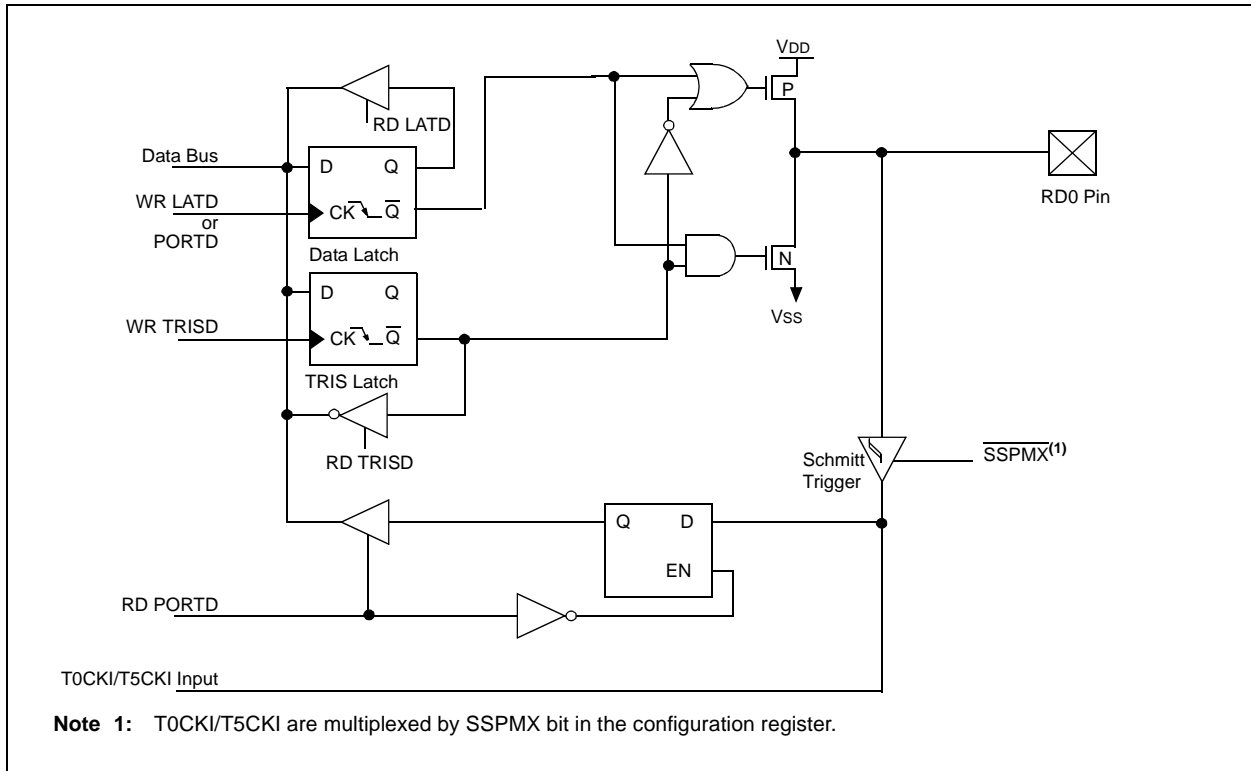 VDD
P
RD LATD
Data Bus
D Q
RD0 Pin
WR LATD
or
PORTD
CK Q
Data Latch
N
VSS
D Q
WR TRISD
CK Q
TRIS Latch
RD TRISD
Schmitt
Trigger
SSPMX(1)
Q D
EN
RD PORTD
T0CKI/T5CKI Input
Note 1: T0CKI/T5CKI are multiplexed by SSPMX bit in the configuration register.